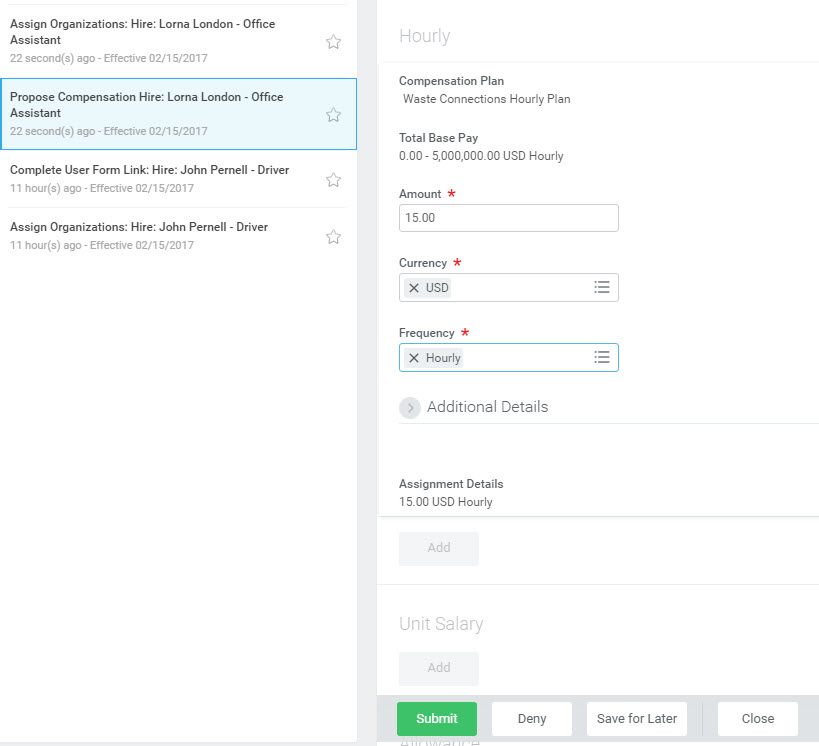 Assign Organizations: Hire: Lorna London - Office
Assistant
22 second(s) ago - Effective 02/15/2017
Propose Compensation Hire: Lorna London - Office
Assistant
22 second(s) ago - Effective 02/15/2017
Complete User Form Link: Hire: John Pernell - Driver
11 hour(s) ago - Effective 02/15/2017
Assign Organizations: Hire: John Pernell - Driver
11 hour(s) ago - Effective 02/15/2017
Hourly
Compensation Plan
Waste Connections Hourly Plan
Total Base Pay
0.00 - 5,000,000.00 USD Hourly
Amount *
15.00
Currency *
USD
Frequency *
Hourly
Additional Details
Assignment Details
15.00 USD Hourly
Add
Unit Salary
Add
Submit Deny Save for Later Close
Allowance